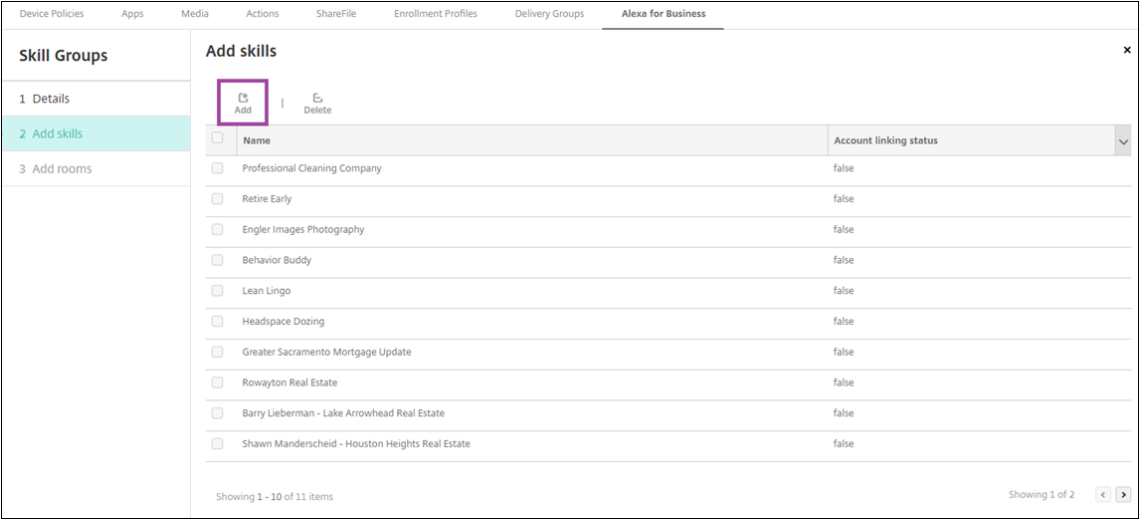 Device Policies Apps Media Actions ShareFile Enrollment Profiles Delivery Groups Alexa for Business
Skill Groups
1 Details
2 Add skills
3 Add rooms
Add skills
×
Add | Delete
Name Account linking status
Professional Cleaning Company false
Retire Early false
Engler Images Photography false
Behavior Buddy false
Lean Lingo false
Headspace Dozing false
Greater Sacramento Mortgage Update false
Rowayton Real Estate false
Barry Lieberman - Lake Arrowhead Real Estate false
Shawn Manderscheid - Houston Heights Real Estate false
Showing 1 - 10 of 11 items Showing 1 of 2 < >